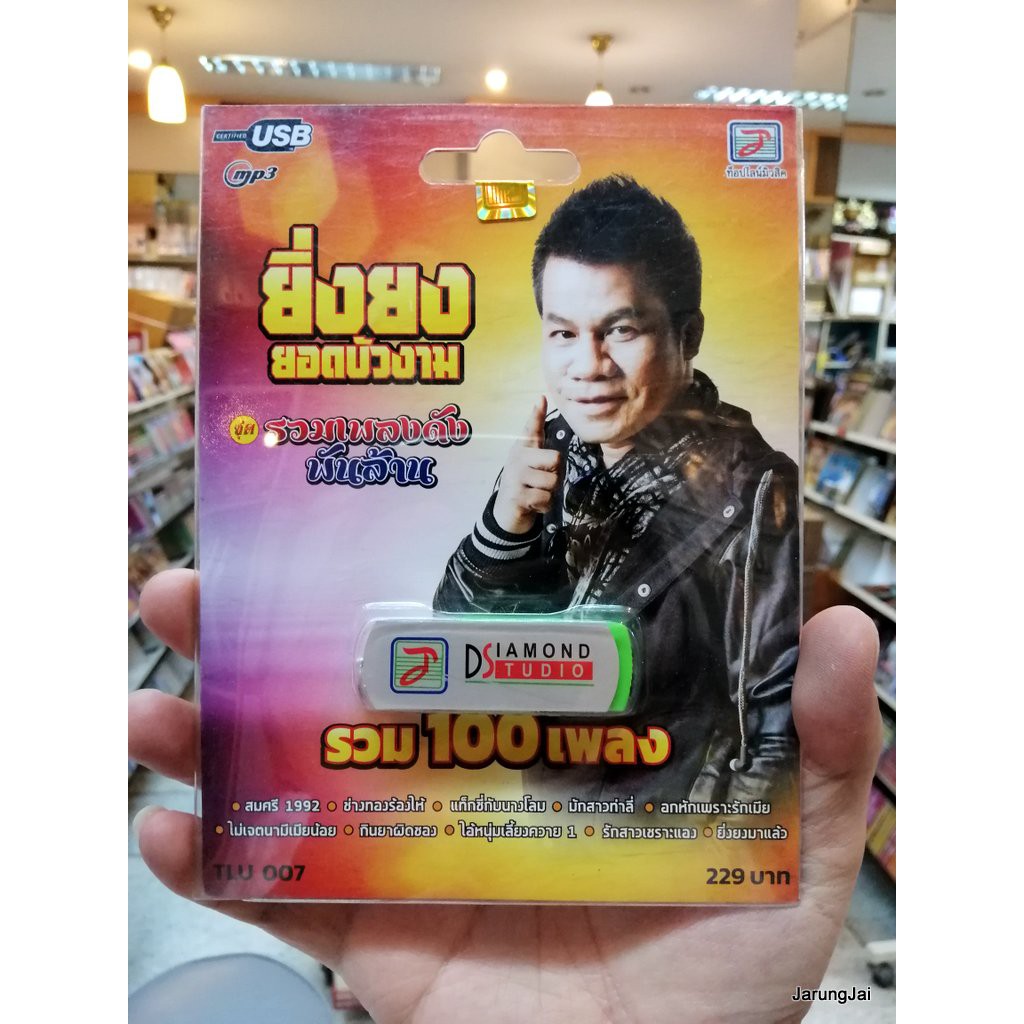 CERTIFIED USB
mp3
ท็อปไลน์มิวสิค
ยิ่งยง
ยอดบัวงาม
ชุด รวมเพลงดัง
พันล้าน
DIAMOND
STUDIO
รวม 100 เพลง
• สมศรี 1992 • ช่างทองร้องไห้ • แท็กซี่กับนางโลม • มักสาวท่าลี่ • อกหักเพราะรักเมีย
• ไม่เจตนามีเมียน้อย • กินยาผิดซอง • ไอ้หนุ่มเลี้ยงควาย 1 • รักสาวเซราะแอง • ยิ่งยงมาแล้ว
TLU 007
229 บาท
JarungJai